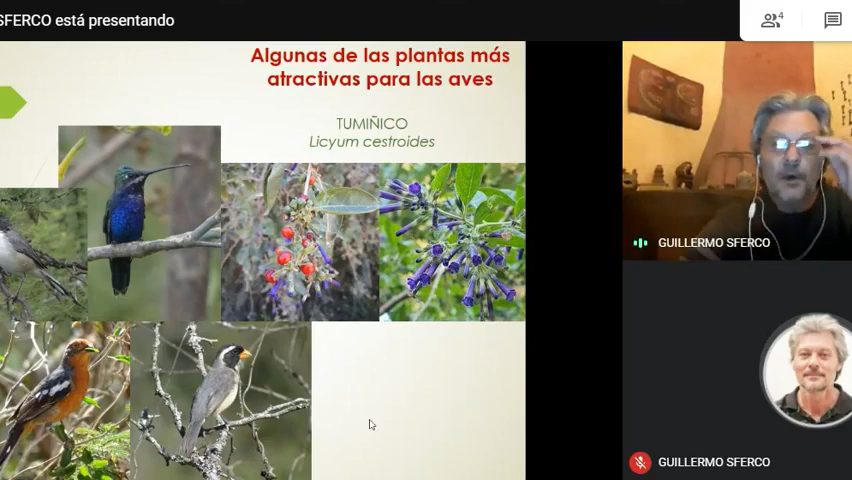 SFERCO está presentando
4
Algunas de las plantas más
atractivas para las aves
TUMIÑICO
Licyum cestroides
GUILLERMO SFERCO
GUILLERMO SFERCO